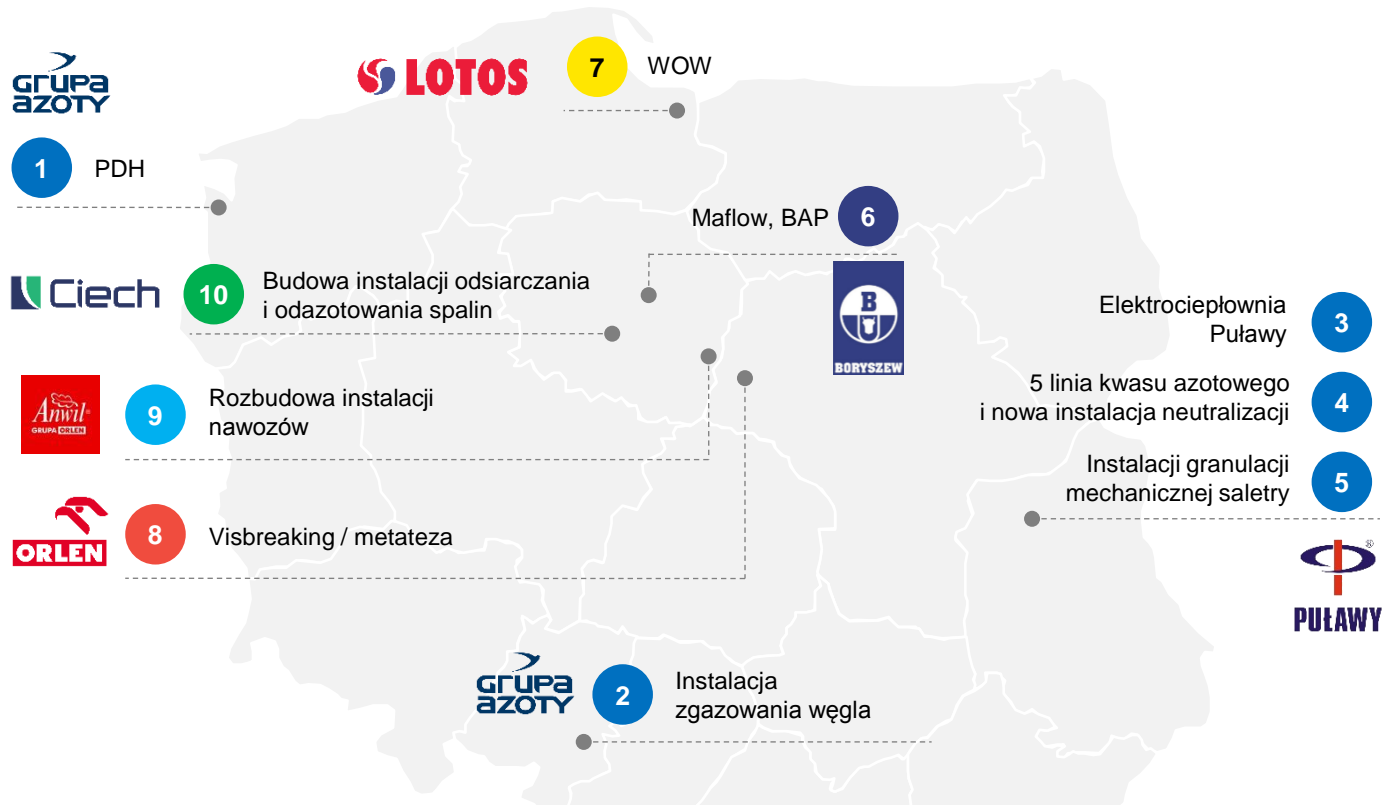 GRUPA
AZOTY
LOTOS
7
WOW
1
PDH
Maflow, BAP
6
B
BORYSZEW
Ciech
10
Budowa instalacji odsiarczania
i odazotowania spalin
Elektrociepłownia
Puławy
3
5 linia kwasu azotowego
i nowa instalacja neutralizacji
4
Anwil
GRUPA ORLEN
9
Rozbudowa instalacji
nawozów
Instalacji granulacji
mechanicznej saletry
5
ORLEN
8
Visbreaking / metateza
®
PUŁAWY
GRUPA
AZOTY
2
Instalacja
zgazowania węgla